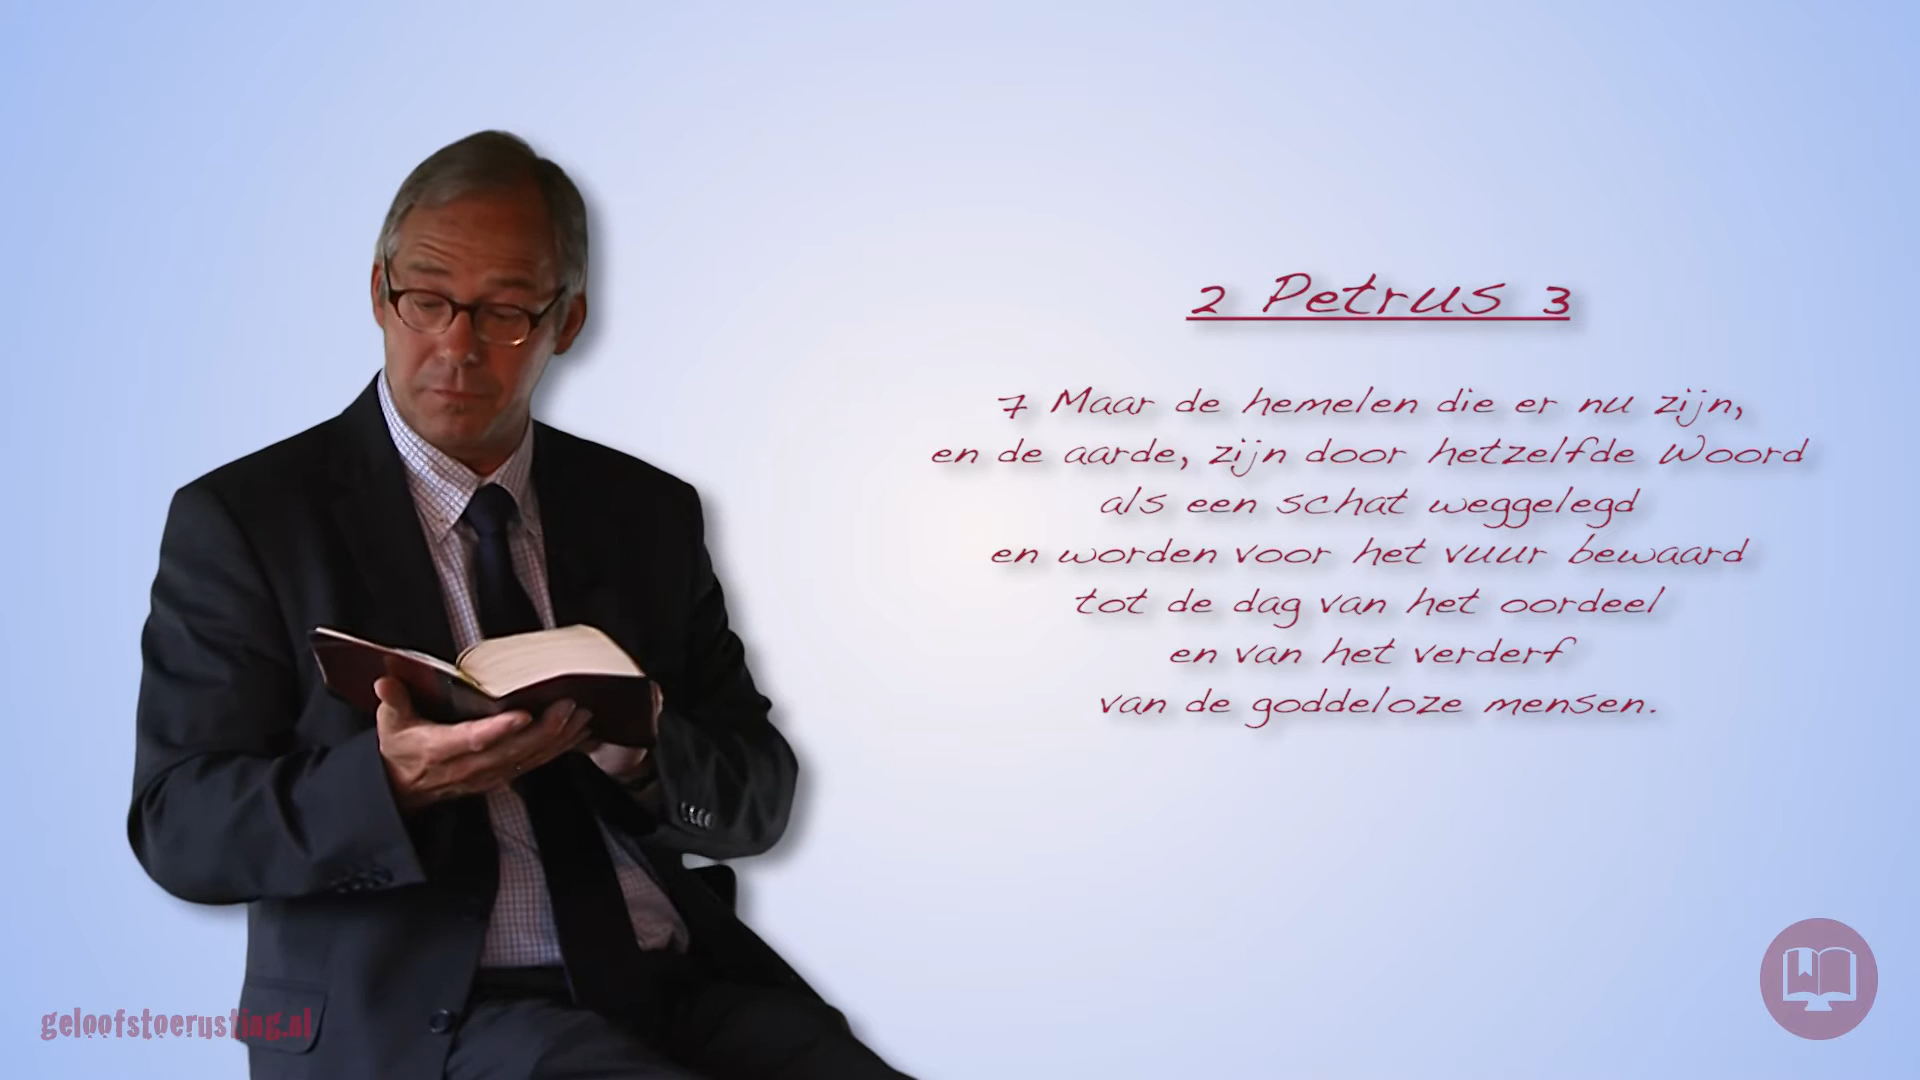 2 Petrus 3
7 Maar de hemelen die er nu zijn,
en de aarde, zijn door hetzelfde Woord
als een schat weggelegd
en worden voor het vuur bewaard
tot de dag van het oordeel
en van het verderf
van de goddeloze mensen.
geloofstoerusting.nl